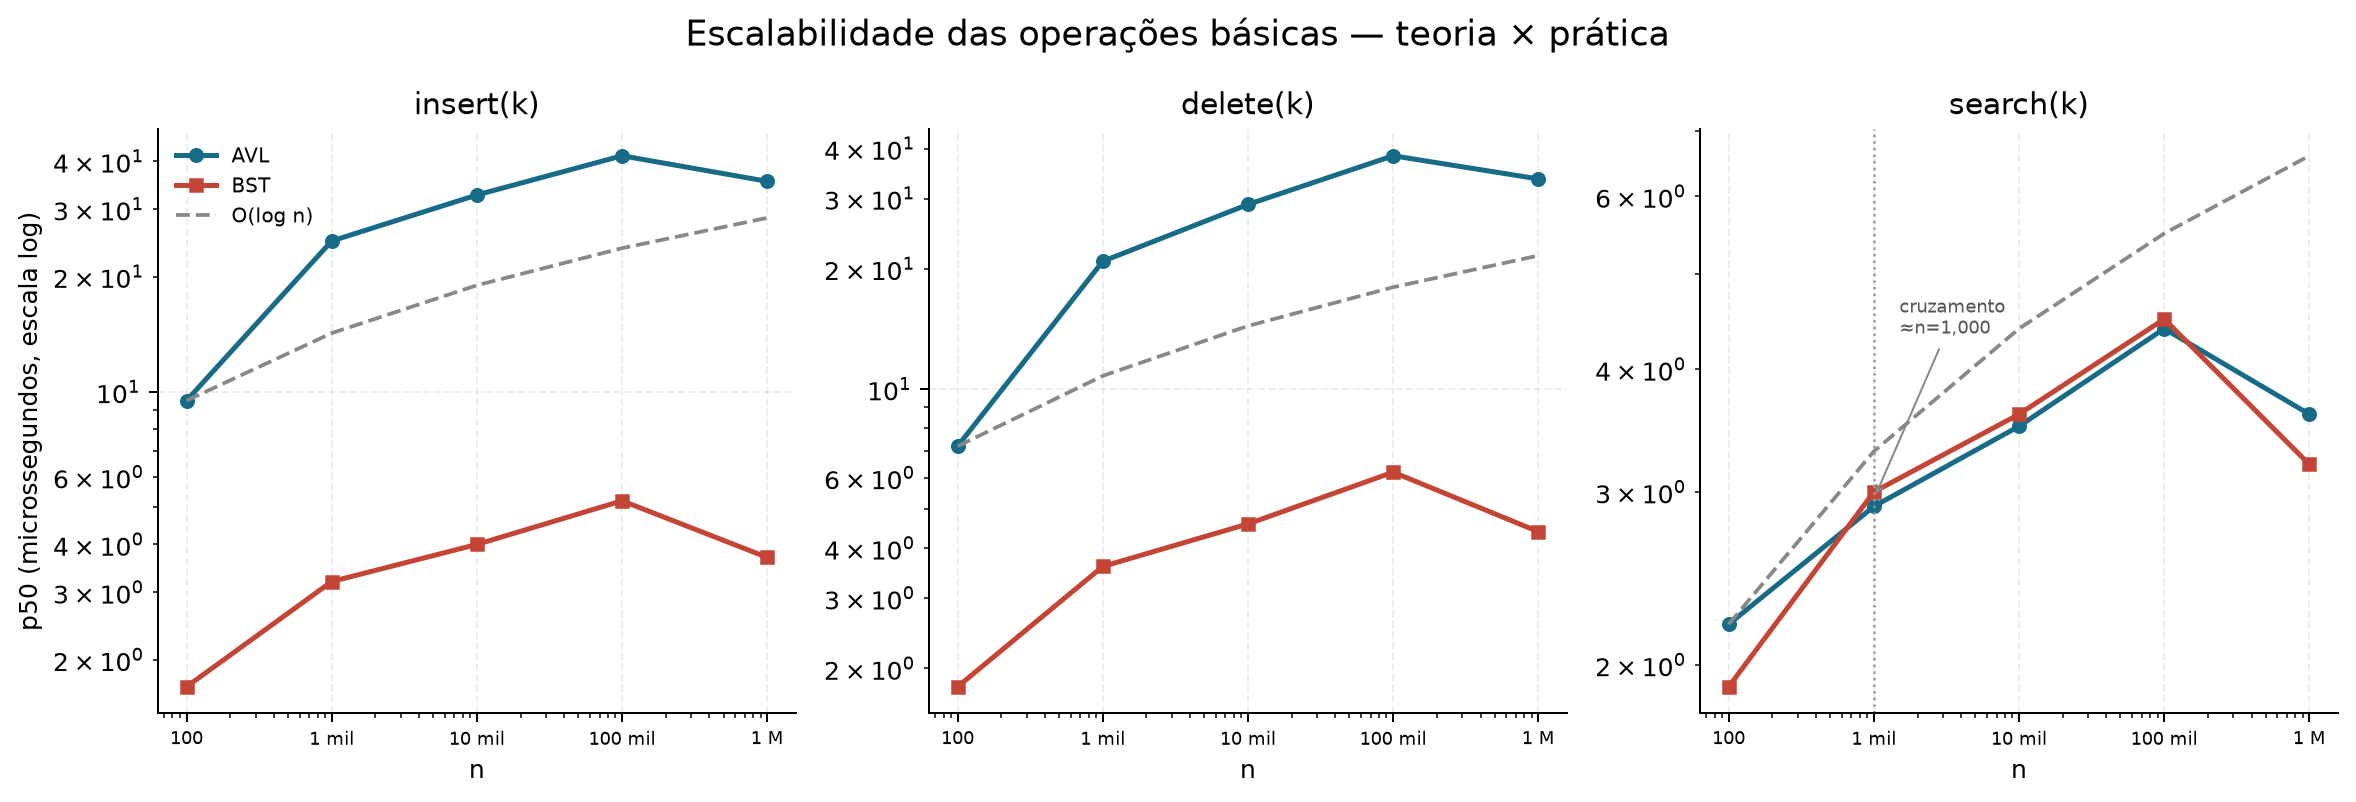 Escalabilidade das operações básicas — teoria × prática
insert(k)
p50 (microssegundos, escala log)
4 × 10¹
3 × 10¹
2 × 10¹
10¹
6 × 10⁰
4 × 10⁰
3 × 10⁰
2 × 10⁰
AVL
BST
O(log n)
100
1 mil
10 mil
100 mil
1 M
n
delete(k)
4 × 10¹
3 × 10¹
2 × 10¹
10¹
6 × 10⁰
4 × 10⁰
3 × 10⁰
2 × 10⁰
100
1 mil
10 mil
100 mil
1 M
n
search(k)
6 × 10⁰
4 × 10⁰
3 × 10⁰
2 × 10⁰
cruzamento
≈n=1,000
100
1 mil
10 mil
100 mil
1 M
n